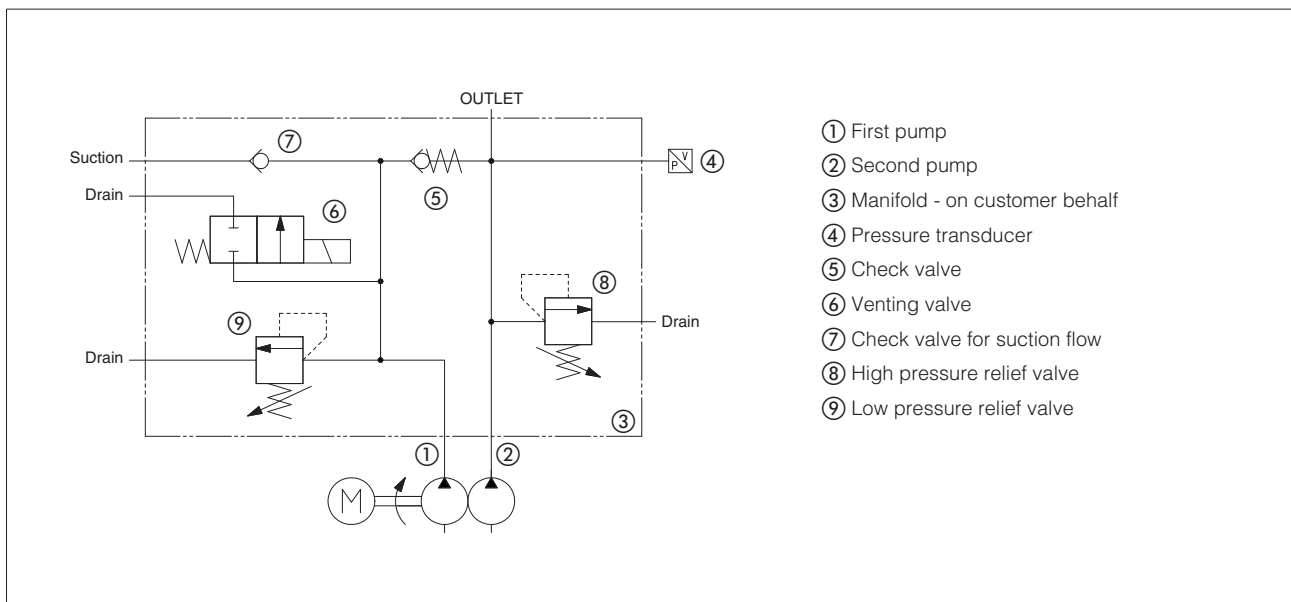 OUTLET
Suction
⑦
④
P V
Drain
⑤
⑥
⑧
⑨
Drain
Drain
③
①
②
M
① First pump
② Second pump
③ Manifold - on customer behalf
④ Pressure transducer
⑤ Check valve
⑥ Venting valve
⑦ Check valve for suction flow
⑧ High pressure relief valve
⑨ Low pressure relief valve